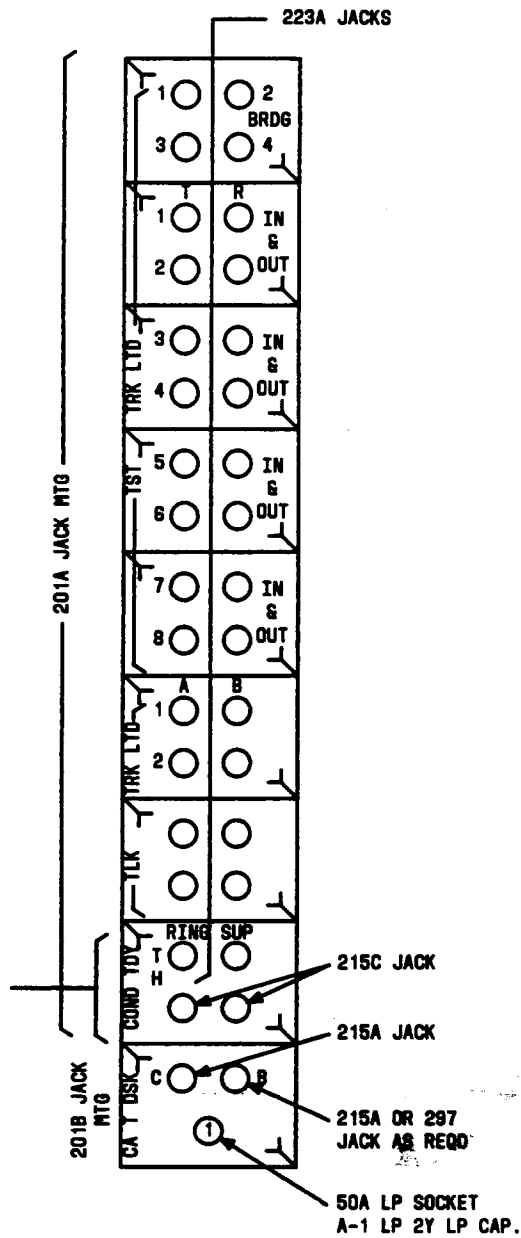 223A JACKS
1 2
BRDG
3 4
T R
1 IN
&
2 OUT
TRK LTD
3 IN
&
4 OUT
TST
5 IN
&
6 OUT
7 IN
&
8 OUT
201A JACK MTG
A B
TRK LTD
1
2
TLK
RING SUP
T
H
COND TDY
215C JACK
215A JACK
201B JACK
MTG
CA Y DSK
C B
1
215A OR 297
JACK AS REQD
50A LP SOCKET
A-1 LP 2Y LP CAP.